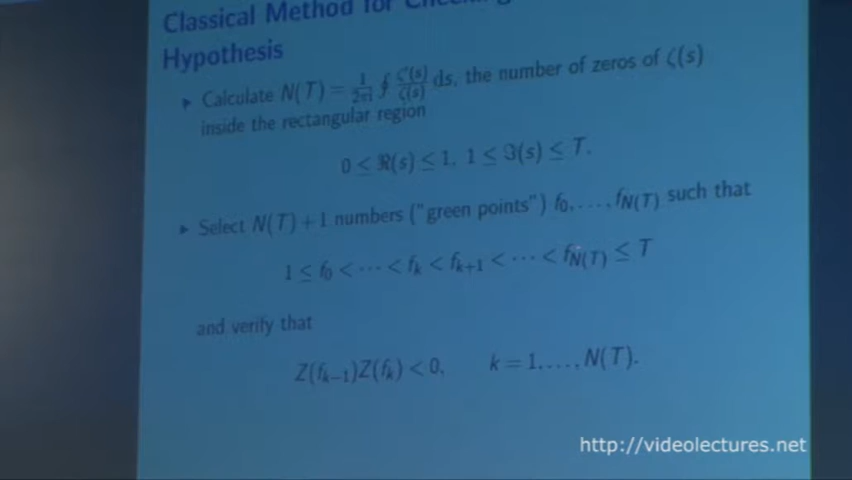 Classical Method for Checking
Hypothesis
▸ Calculate N(T) = 1/2πi ∮ ζ′(s)/ζ(s) ds, the number of zeros of ζ(s)
inside the rectangular region
0 ≤ ℜ(s) ≤ 1, 1 ≤ ℑ(s) ≤ T.
▸ Select N(T) + 1 numbers ("green points") f₀, . . . , f_N(T) such that
1 ≤ f₀ < ⋯ < f_k < f_{k+1} < ⋯ < f_N(T) ≤ T
and verify that
Z(f_{k−1})Z(f_k) < 0, k = 1, . . . , N(T).
http://videolectures.net